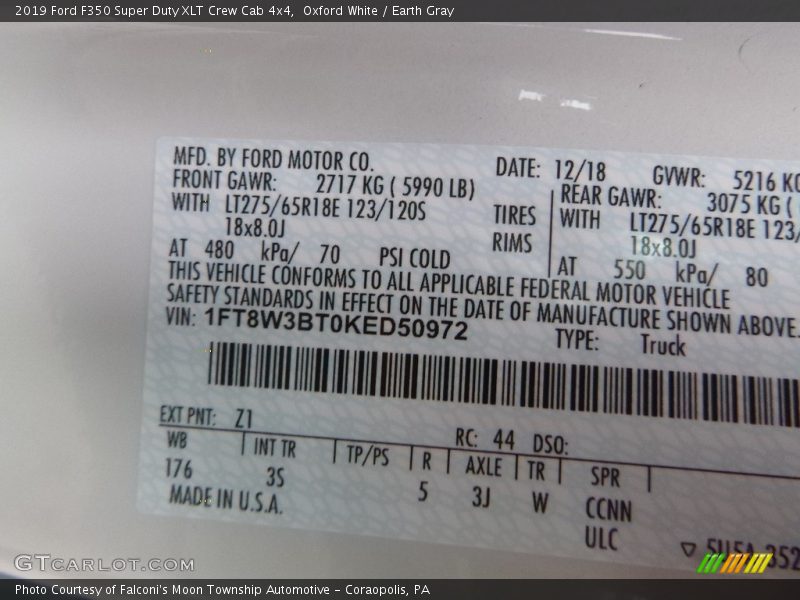 2019 Ford F350 Super Duty XLT Crew Cab 4x4, Oxford White / Earth Gray
MFD. BY FORD MOTOR CO. DATE: 12/18 GVWR: 5216 KG
FRONT GAWR: 2717 KG ( 5990 LB) REAR GAWR: 3075 KG (
WITH LT275/65R18E 123/120S TIRES WITH LT275/65R18E 123/
18x8.0J RIMS 18x8.0J
AT 480 kPa/ 70 PSI COLD AT 550 kPa/ 80
THIS VEHICLE CONFORMS TO ALL APPLICABLE FEDERAL MOTOR VEHICLE
SAFETY STANDARDS IN EFFECT ON THE DATE OF MANUFACTURE SHOWN ABOVE.
VIN: 1FT8W3BT0KED50972 TYPE: Truck
EXT PNT: Z1 RC: 44 DSO:
WB INT TR TP/PS R AXLE TR SPR
176 3S 5 3J W CCNN
MADE IN U.S.A. ULC
GTCARLOT.COM
Photo Courtesy of Falconi's Moon Township Automotive - Coraopolis, PA